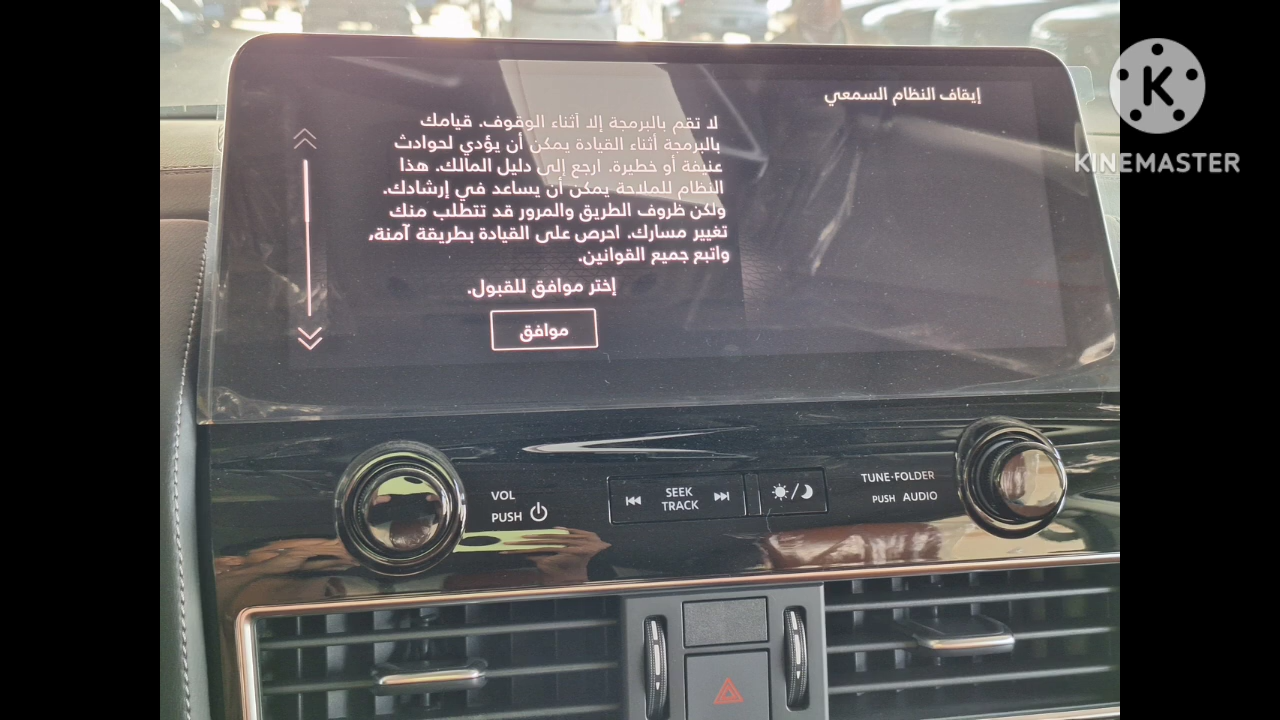 إيقاف النظام السمعي
لا تقم بالبرمجة إلا أثناء الوقوف. قيامك
بالبرمجة أثناء القيادة يمكن أن يؤدي لحوادث
عنيفة أو خطيرة. ارجع إلى دليل المالك. هذا
النظام للملاحة يمكن أن يساعد في إرشادك.
ولكن ظروف الطريق والمرور قد تتطلب منك
تغيير مسارك. احرص على القيادة بطريقة آمنة،
واتبع جميع القوانين.
إختر موافق للقبول.
موافق
KINEMASTER
VOL
PUSH
SEEK
TRACK
TUNE·FOLDER
PUSH AUDIO